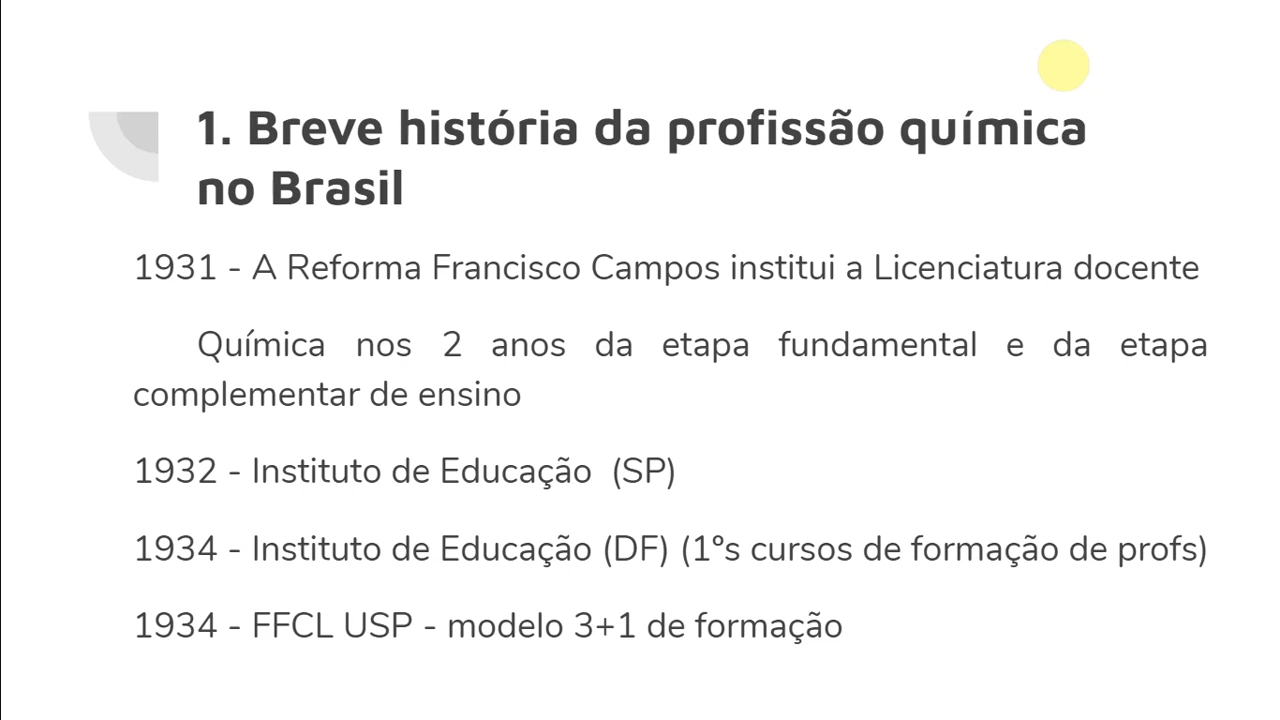 1. Breve história da profissão química
no Brasil
1931 - A Reforma Francisco Campos institui a Licenciatura docente
Química nos 2 anos da etapa fundamental e da etapa
complementar de ensino
1932 - Instituto de Educação  (SP)
1934 - Instituto de Educação (DF) (1ºs cursos de formação de profs)
1934 - FFCL USP - modelo 3+1 de formação